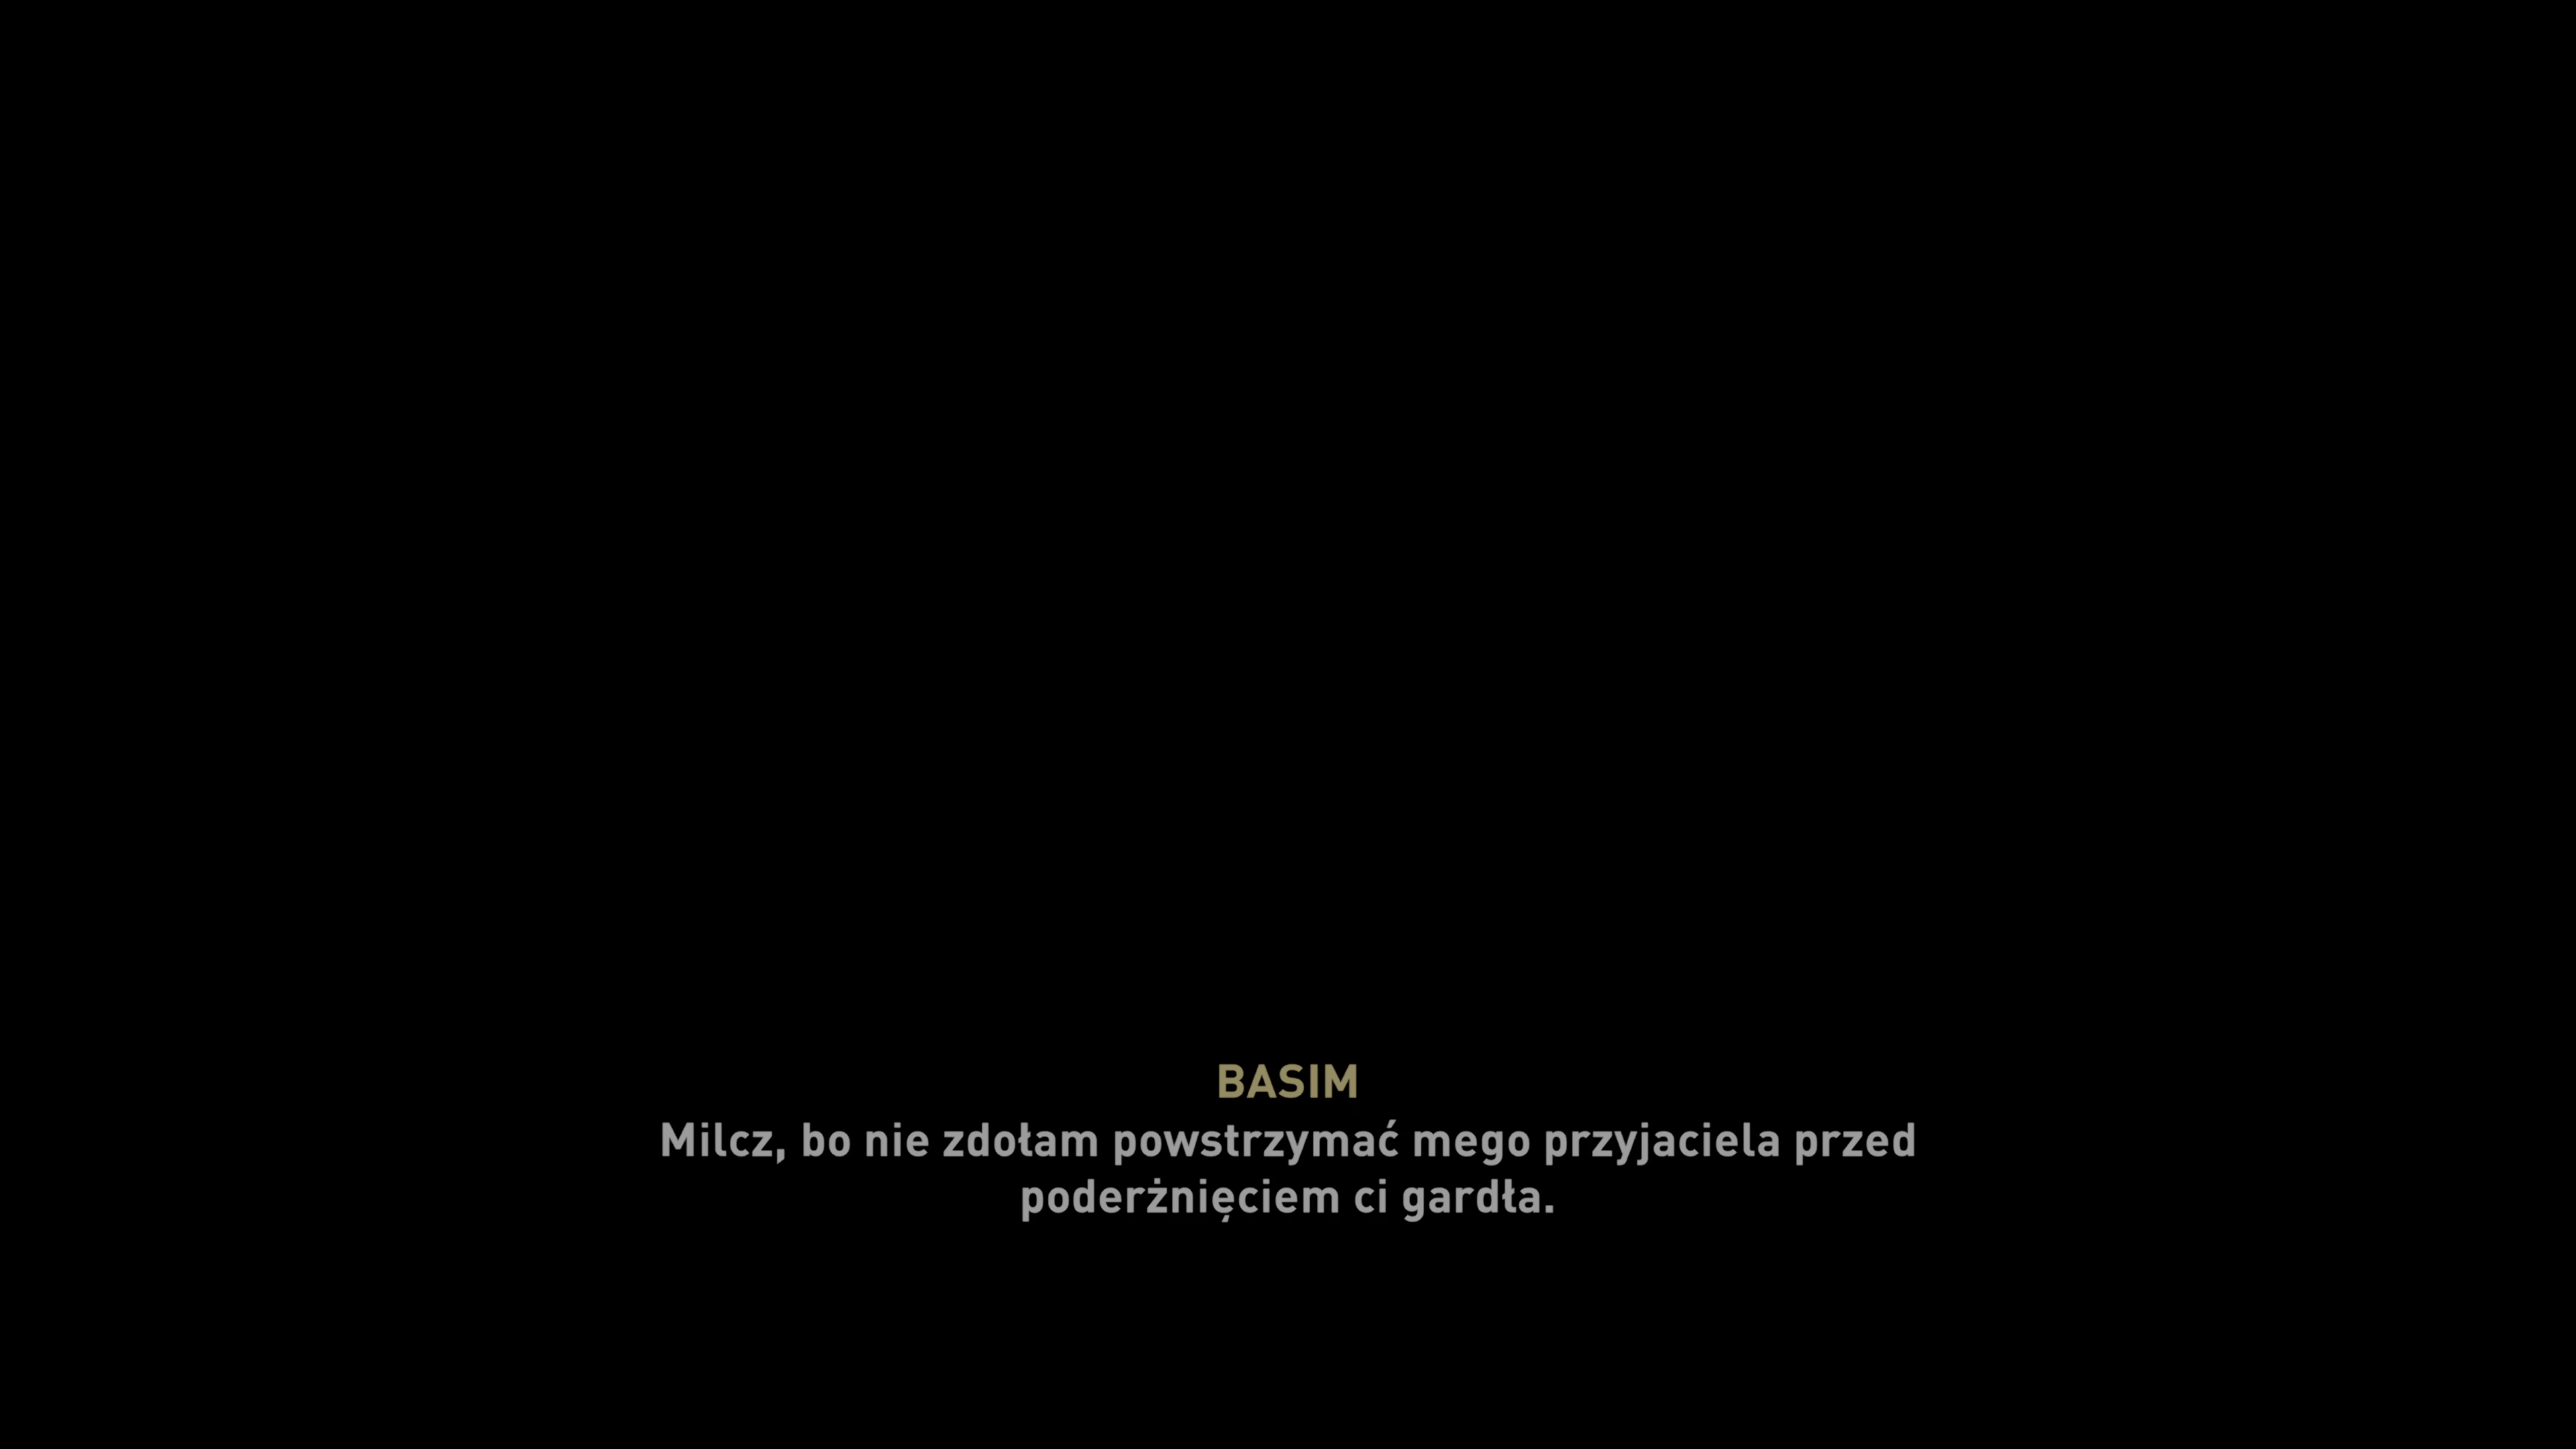 BASIM
Milcz, bo nie zdołam powstrzymać mego przyjaciela przed
poderżnięciem ci gardła.